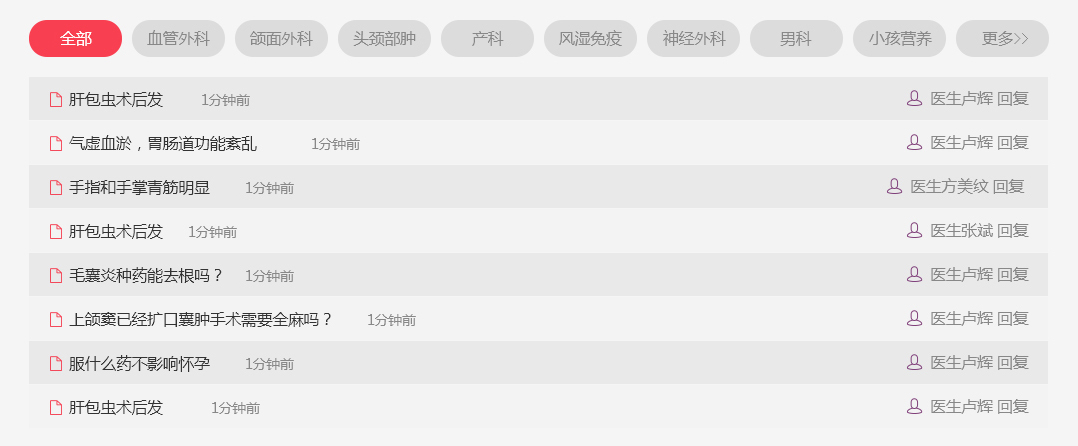 全部 血管外科 颌面外科 头颈部肿 产科 风湿免疫 神经外科 男科 小孩营养 更多>>
肝包虫术后发 1分钟前 医生卢辉 回复
气虚血淤，胃肠道功能紊乱 1分钟前 医生卢辉 回复
手指和手掌青筋明显 1分钟前 医生方美纹 回复
肝包虫术后发 1分钟前 医生张斌 回复
毛囊炎种药能去根吗？ 1分钟前 医生卢辉 回复
上颌窦已经扩口囊肿手术需要全麻吗？ 1分钟前 医生卢辉 回复
服什么药不影响怀孕 1分钟前 医生卢辉 回复
肝包虫术后发 1分钟前 医生卢辉 回复